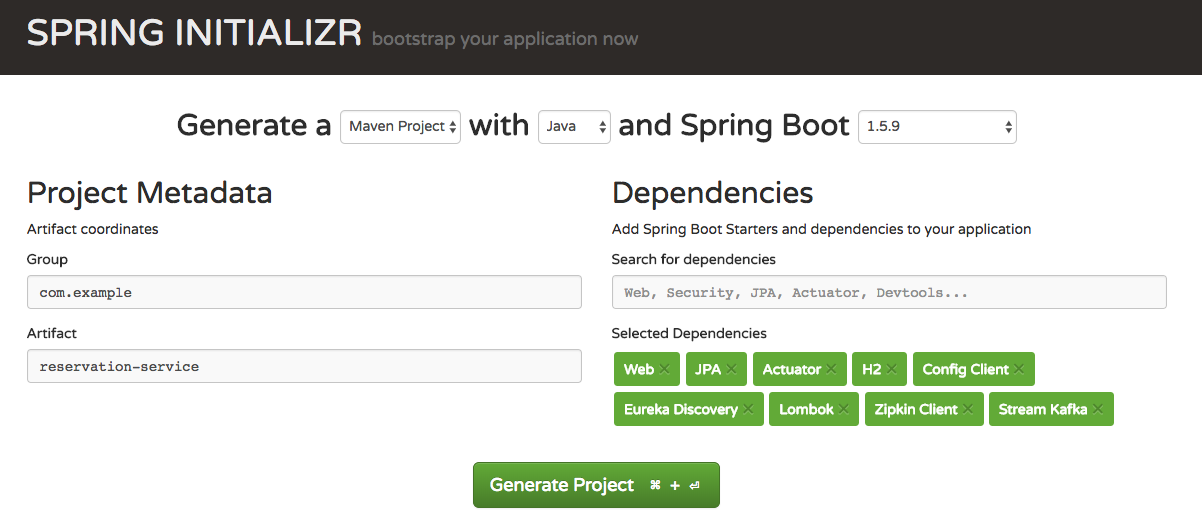 SPRING INITIALIZR bootstrap your application now
Generate a Maven Project with Java and Spring Boot 1.5.9
Project Metadata
Artifact coordinates
Group
com.example
Artifact
reservation-service
Dependencies
Add Spring Boot Starters and dependencies to your application
Search for dependencies
Web, Security, JPA, Actuator, Devtools...
Selected Dependencies
Web × JPA × Actuator × H2 × Config Client ×
Eureka Discovery × Lombok × Zipkin Client × Stream Kafka ×
Generate Project ⌘ + ⏎